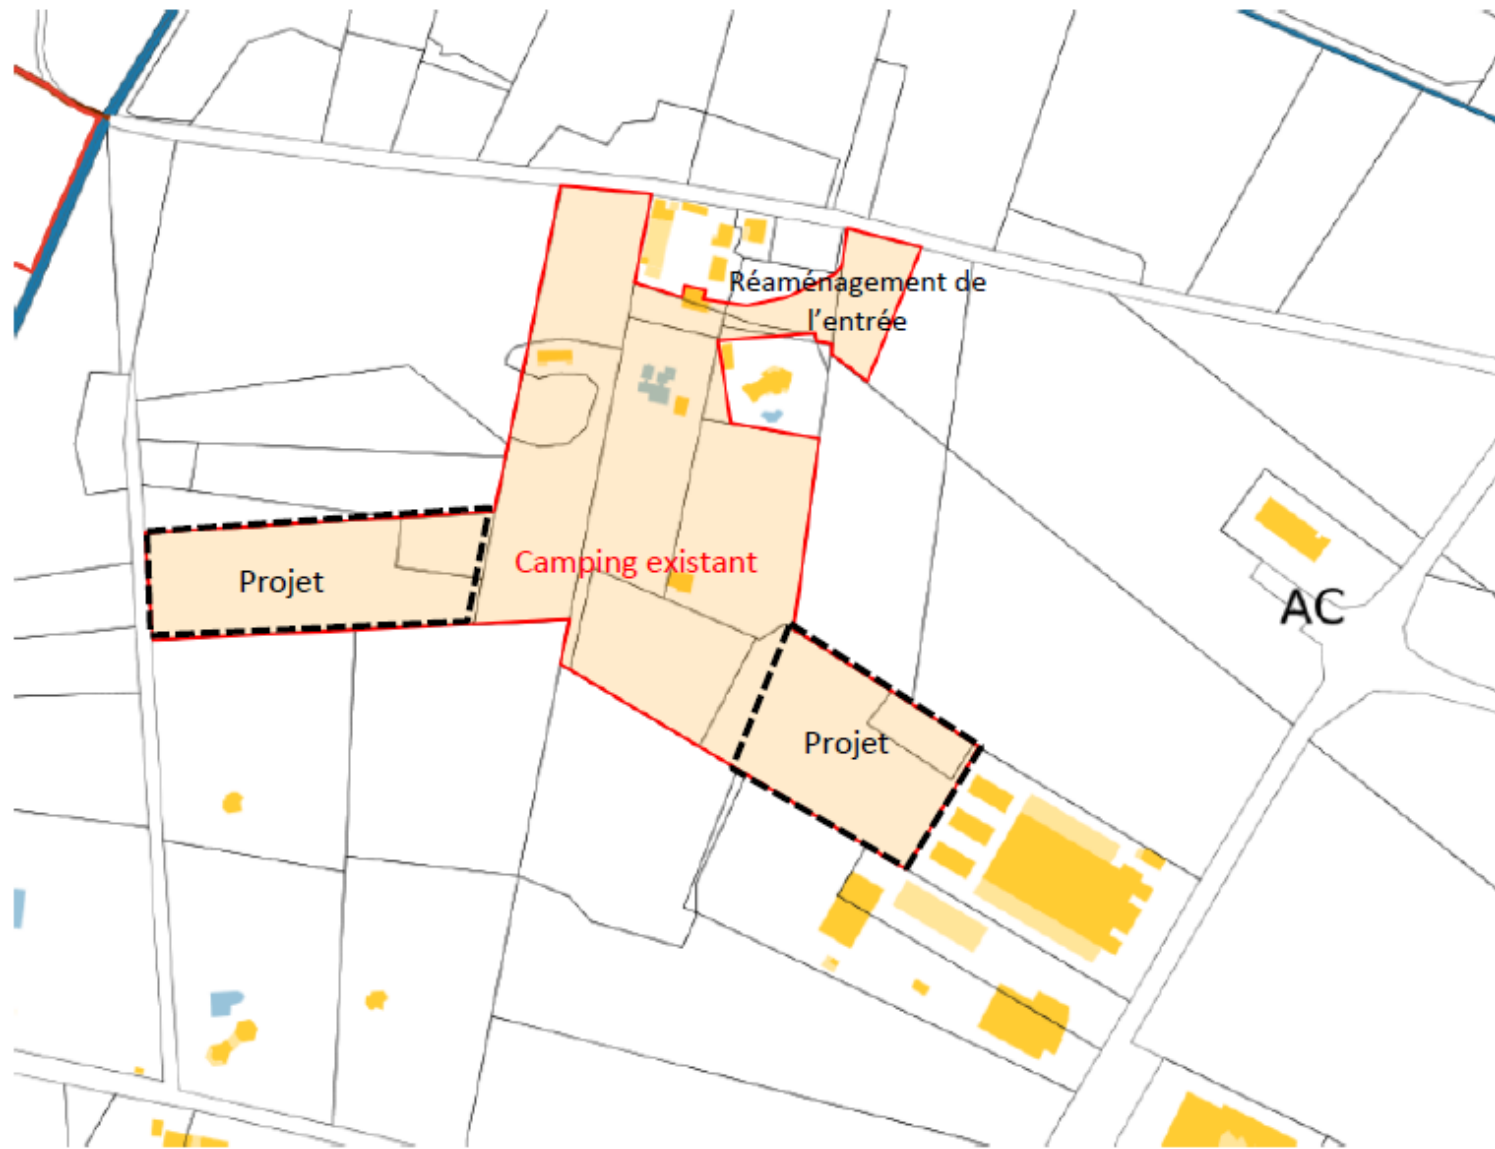 Réaménagement de
l'entrée
Camping existant
Projet
AC
Projet